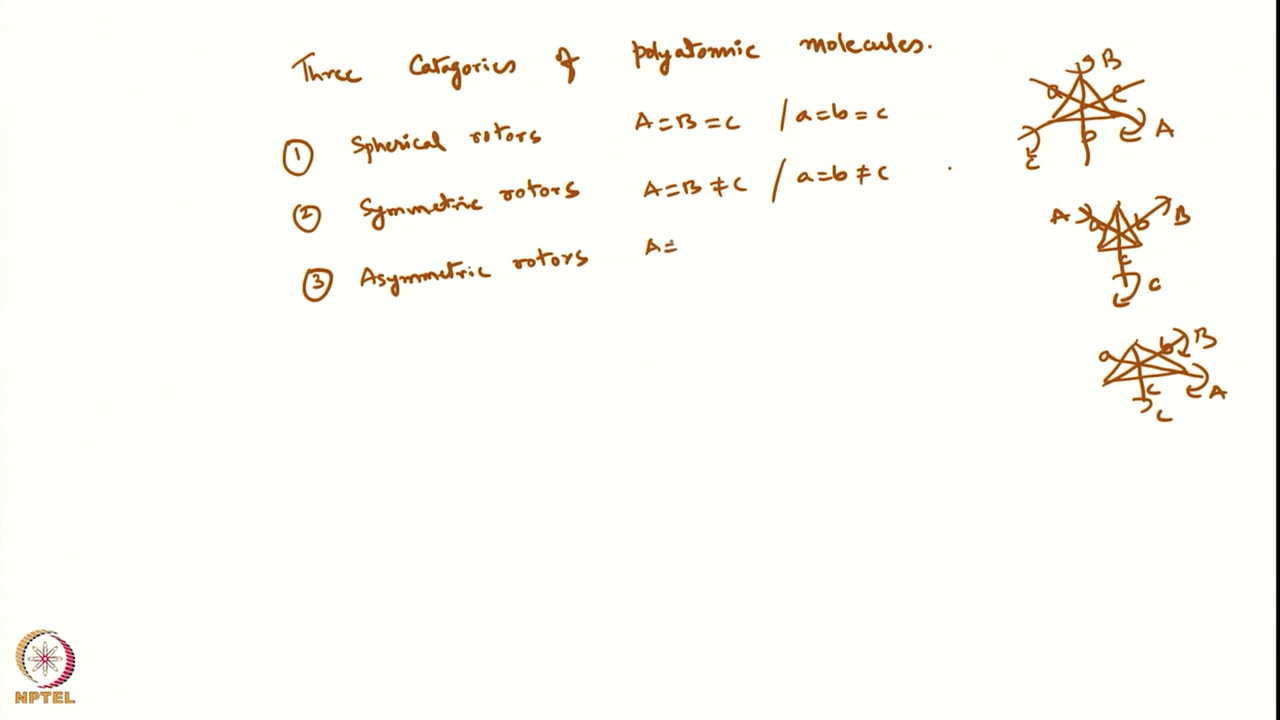 Three Catagories of polyatomic molecules.
① Spherical rotors A=B=C / a=b=c
② Symmetric rotors A=B≠C / a=b≠c
③ Asymmetric rotors A=
B
a c
A
b
C
A a b B
c
C
a b B
c A
C
NPTEL